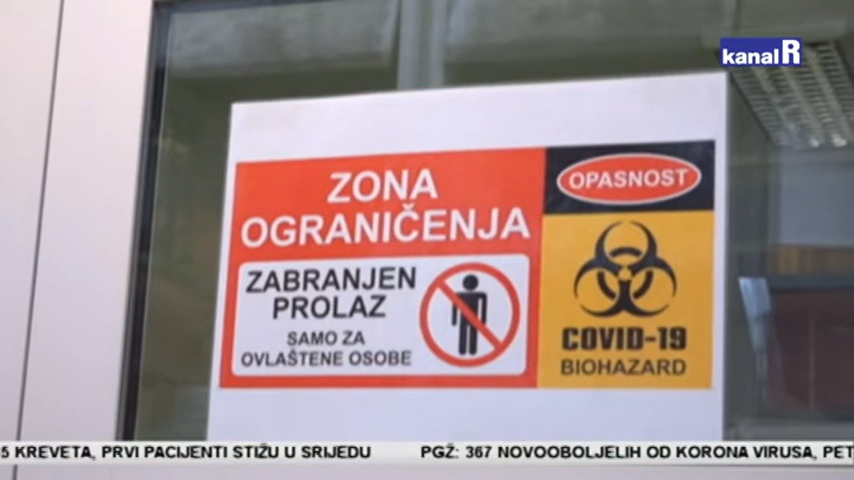 kanal R
ZONA
OGRANIČENJA
ZABRANJEN
PROLAZ
SAMO ZA
OVLAŠTENE OSOBE
OPASNOST
COVID-19
BIOHAZARD
5 KREVETA, PRVI PACIJENTI STIŽU U SRIJEDU PGŽ: 367 NOVOOBOLJELIH OD KORONA VIRUSA, PET